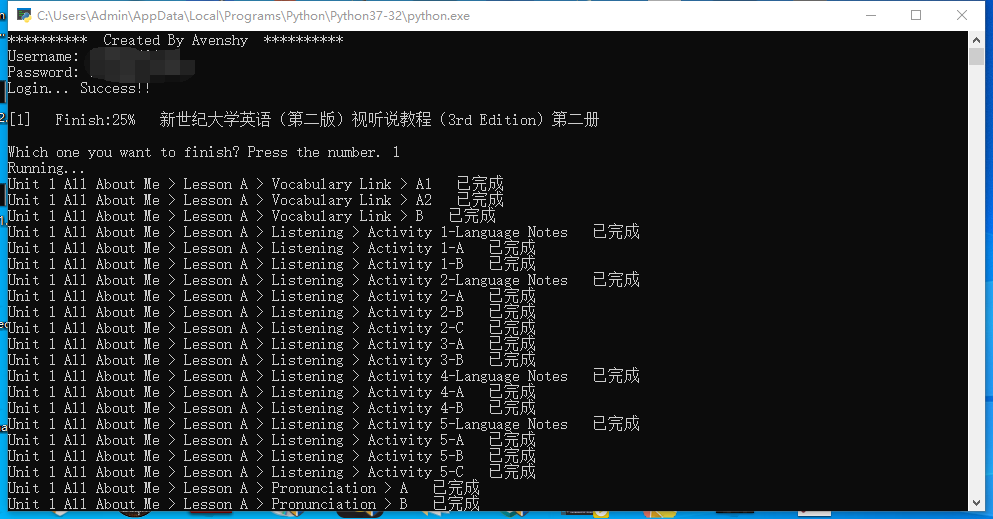 C:\Users\Admin\AppData\Local\Programs\Python\Python37-32\python.exe
********** Created By Avenshy **********
Username:
Password:
Login... Success!!
[1] Finish:25% 新世纪大学英语（第二版）视听说教程（3rd Edition）第二册
Which one you want to finish? Press the number. 1
Running...
Unit 1 All About Me > Lesson A > Vocabulary Link > A1 已完成
Unit 1 All About Me > Lesson A > Vocabulary Link > A2 已完成
Unit 1 All About Me > Lesson A > Vocabulary Link > B 已完成
Unit 1 All About Me > Lesson A > Listening > Activity 1-Language Notes 已完成
Unit 1 All About Me > Lesson A > Listening > Activity 1-A 已完成
Unit 1 All About Me > Lesson A > Listening > Activity 1-B 已完成
Unit 1 All About Me > Lesson A > Listening > Activity 2-Language Notes 已完成
Unit 1 All About Me > Lesson A > Listening > Activity 2-A 已完成
Unit 1 All About Me > Lesson A > Listening > Activity 2-B 已完成
Unit 1 All About Me > Lesson A > Listening > Activity 2-C 已完成
Unit 1 All About Me > Lesson A > Listening > Activity 3-A 已完成
Unit 1 All About Me > Lesson A > Listening > Activity 3-B 已完成
Unit 1 All About Me > Lesson A > Listening > Activity 4-Language Notes 已完成
Unit 1 All About Me > Lesson A > Listening > Activity 4-A 已完成
Unit 1 All About Me > Lesson A > Listening > Activity 4-B 已完成
Unit 1 All About Me > Lesson A > Listening > Activity 5-Language Notes 已完成
Unit 1 All About Me > Lesson A > Listening > Activity 5-A 已完成
Unit 1 All About Me > Lesson A > Listening > Activity 5-B 已完成
Unit 1 All About Me > Lesson A > Listening > Activity 5-C 已完成
Unit 1 All About Me > Lesson A > Pronunciation > A 已完成
Unit 1 All About Me > Lesson A > Pronunciation > B 已完成